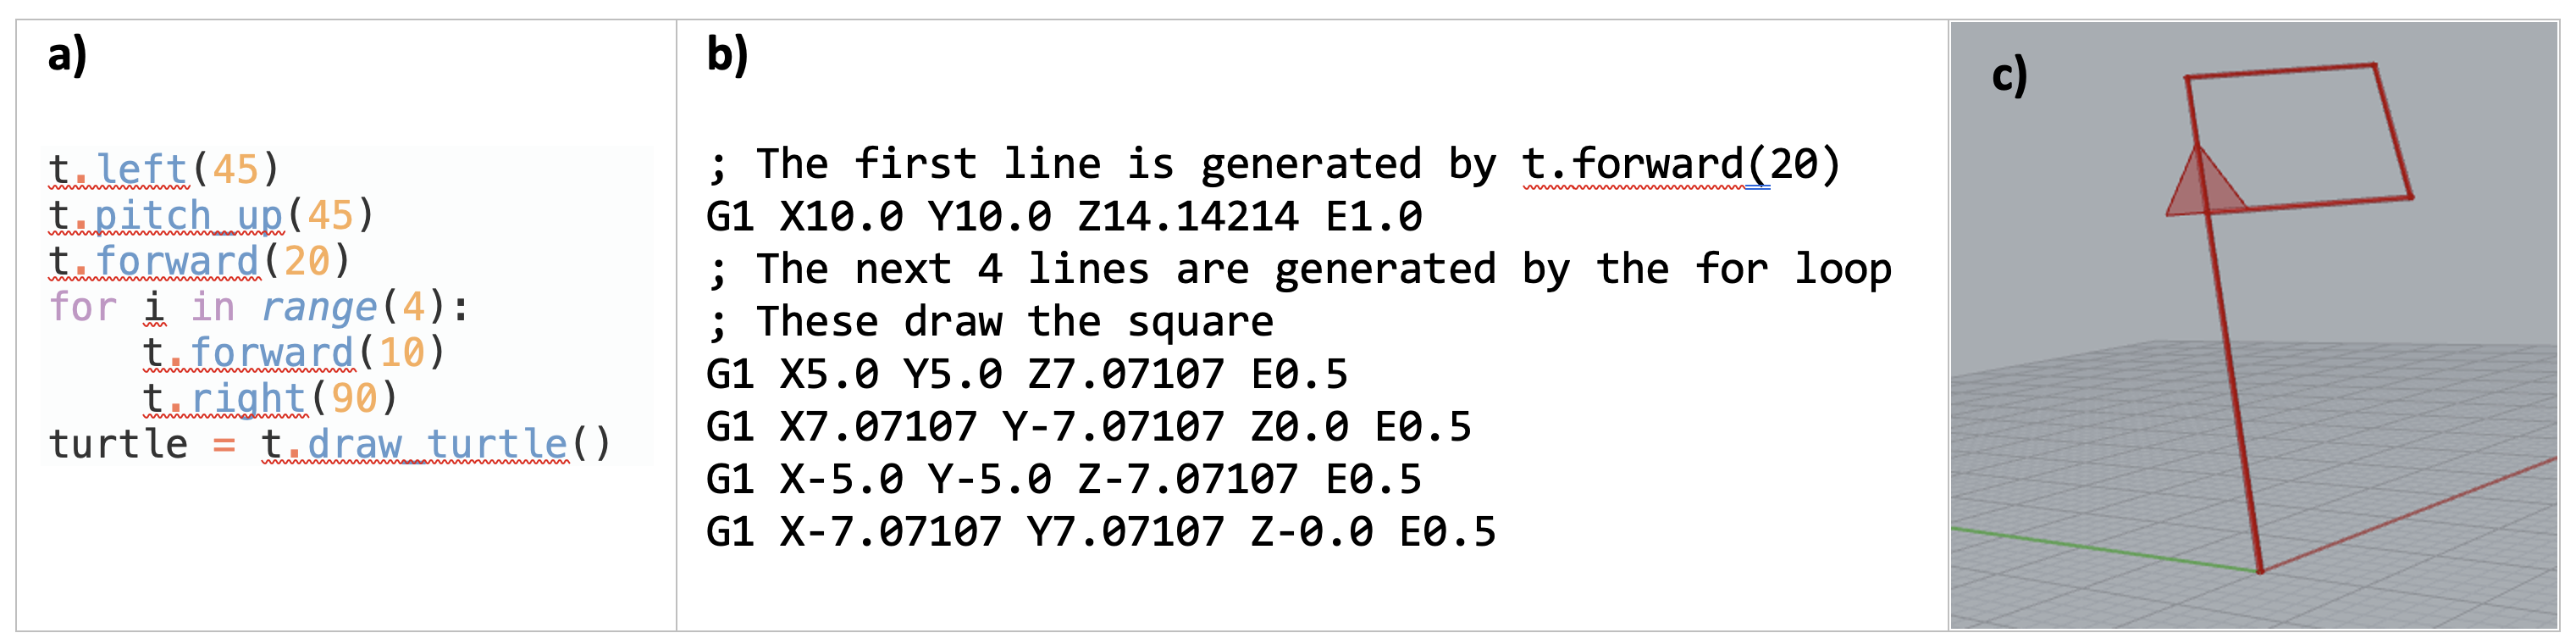 a)
t.left(45)
t.pitch_up(45)
t.forward(20)
for i in range(4):
    t.forward(10)
    t.right(90)
turtle = t.draw_turtle()
b)
; The first line is generated by t.forward(20)
G1 X10.0 Y10.0 Z14.14214 E1.0
; The next 4 lines are generated by the for loop
; These draw the square
G1 X5.0 Y5.0 Z7.07107 E0.5
G1 X7.07107 Y-7.07107 Z0.0 E0.5
G1 X-5.0 Y-5.0 Z-7.07107 E0.5
G1 X-7.07107 Y7.07107 Z-0.0 E0.5
c)